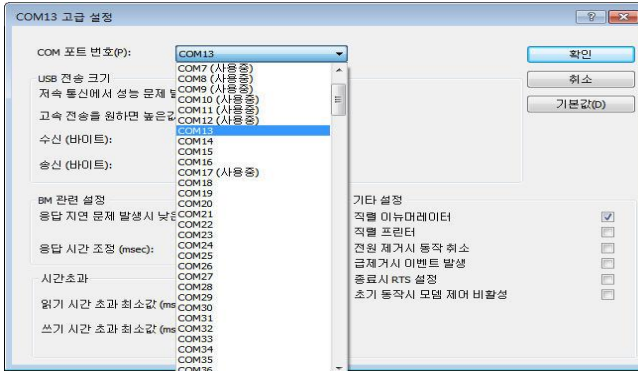 COM13 고급 설정
COM 포트 번호(P):
COM13
확인
취소
기본값(D)
COM7 (사용중)
COM8 (사용중)
COM9 (사용중)
COM10 (사용중)
COM11 (사용중)
COM12 (사용중)
COM13
COM14
COM15
COM16
COM17 (사용중)
COM18
COM19
COM20
COM21
COM22
COM23
COM24
COM25
COM26
COM27
COM28
COM29
COM30
COM31
COM32
COM33
COM34
COM35
COM36
USB 전송 크기
저속 통신에서 성능 문제
고속 전송을 원하면 높은
수신 (바이트):
송신 (바이트):
BM 관련 설정
응답 지연 문제 발생시 낮은
응답 시간 조정 (msec):
시간초과
읽기 시간 초과 최소값 (ms
쓰기 시간 초과 최소값 (ms
기타 설정
직렬 이뉴머레이터
직렬 프린터
전원 제거시 동작 취소
급제거시 이벤트 발생
종료시 RTS 설정
초기 동작시 모뎀 제어 비활성